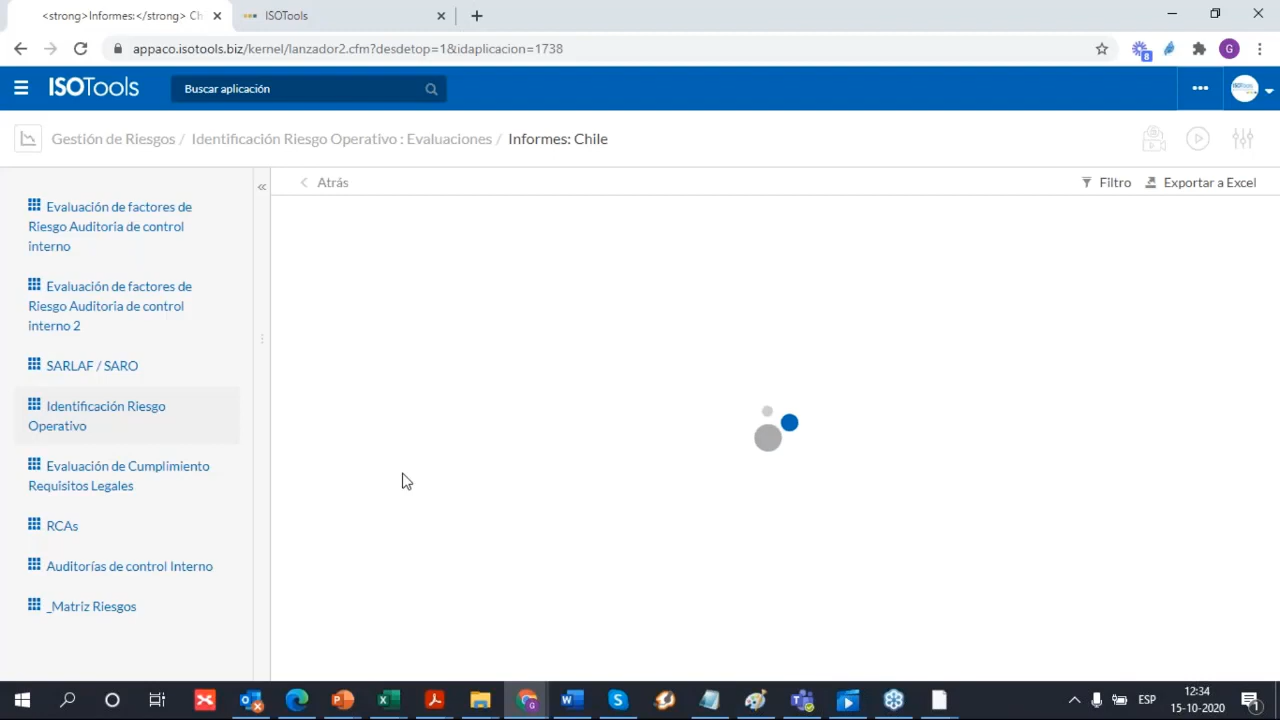 <strong>Informes:</strong> Ch
ISOTools
appaco.isotools.biz/kernel/lanzador2.cfm?desdetop=1&idaplicacion=1738
G
8
ISOTools
Buscar aplicación
Gestión de Riesgos / Identificación Riesgo Operativo : Evaluaciones / Informes: Chile
Atrás
Filtro
Exportar a Excel
Evaluación de factores de
Riesgo Auditoria de control
interno
Evaluación de factores de
Riesgo Auditoria de control
interno 2
SARLAF / SARO
Identificación Riesgo
Operativo
Evaluación de Cumplimiento
Requisitos Legales
RCAs
Auditorías de control Interno
_Matriz Riesgos
ESP
12:34
15-10-2020
1